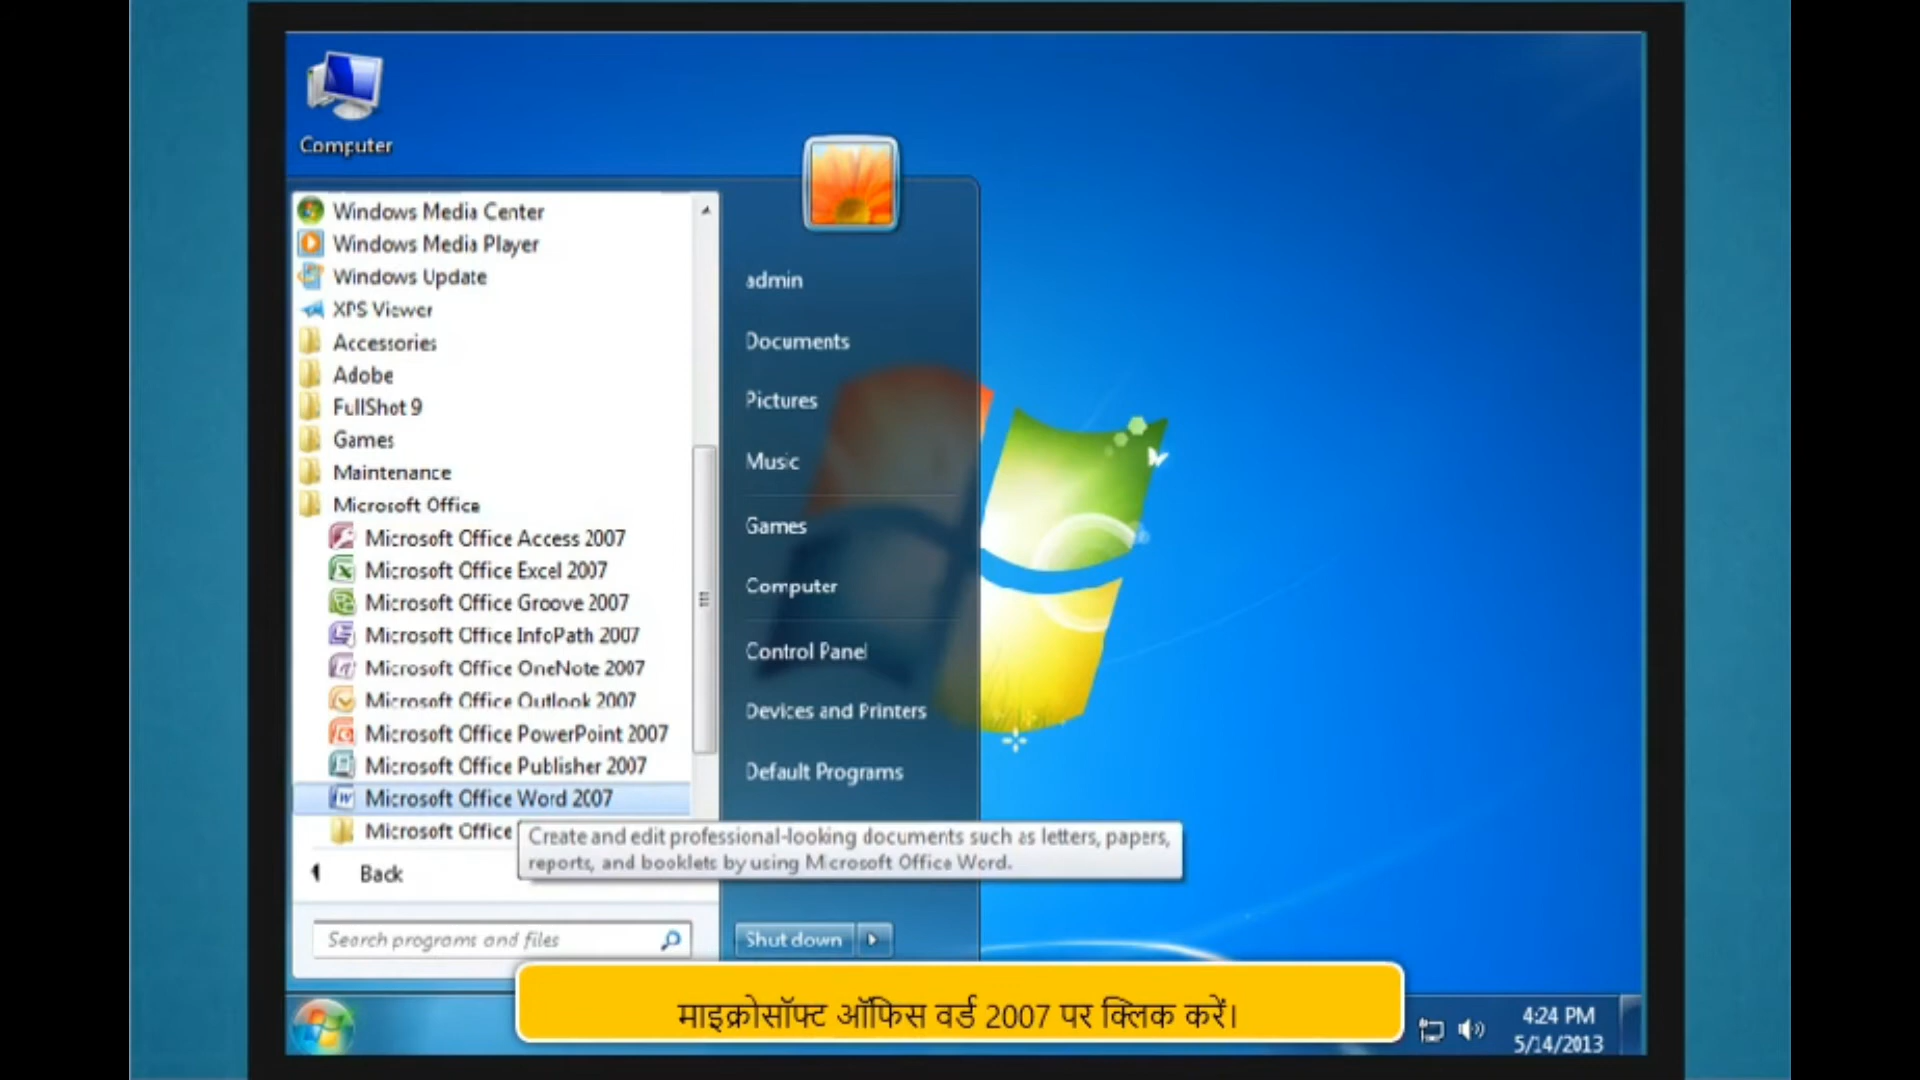 Computer
Windows Media Center
Windows Media Player
Windows Update
XPS Viewer
Accessories
Adobe
FullShot 9
Games
Maintenance
Microsoft Office
Microsoft Office Access 2007
Microsoft Office Excel 2007
Microsoft Office Groove 2007
Microsoft Office InfoPath 2007
Microsoft Office OneNote 2007
Microsoft Office Outlook 2007
Microsoft Office PowerPoint 2007
Microsoft Office Publisher 2007
Microsoft Office Word 2007
Microsoft Office
Create and edit professional-looking documents such as letters, papers,
reports, and booklets by using Microsoft Office Word.
Back
Search programs and files
admin
Documents
Pictures
Music
Games
Computer
Control Panel
Devices and Printers
Default Programs
Shut down
माइक्रोसॉफ्ट ऑफिस वर्ड 2007 पर क्लिक करें।
4:24 PM
5/14/2013